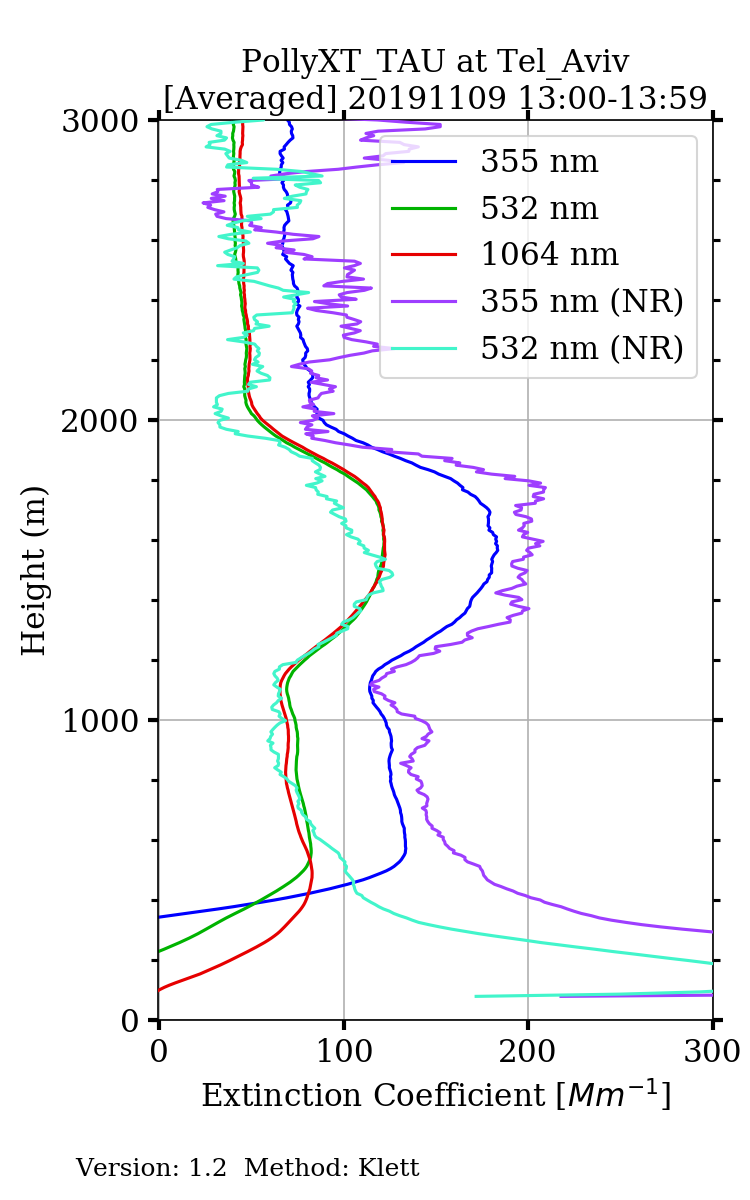 PollyXT_TAU at Tel_Aviv
[Averaged] 20191109 13:00-13:59
3000
2000
1000
0
Height (m)
355 nm
532 nm
1064 nm
355 nm (NR)
532 nm (NR)
0 100 200 300
Extinction Coefficient [Mm⁻¹]
Version: 1.2 Method: Klett